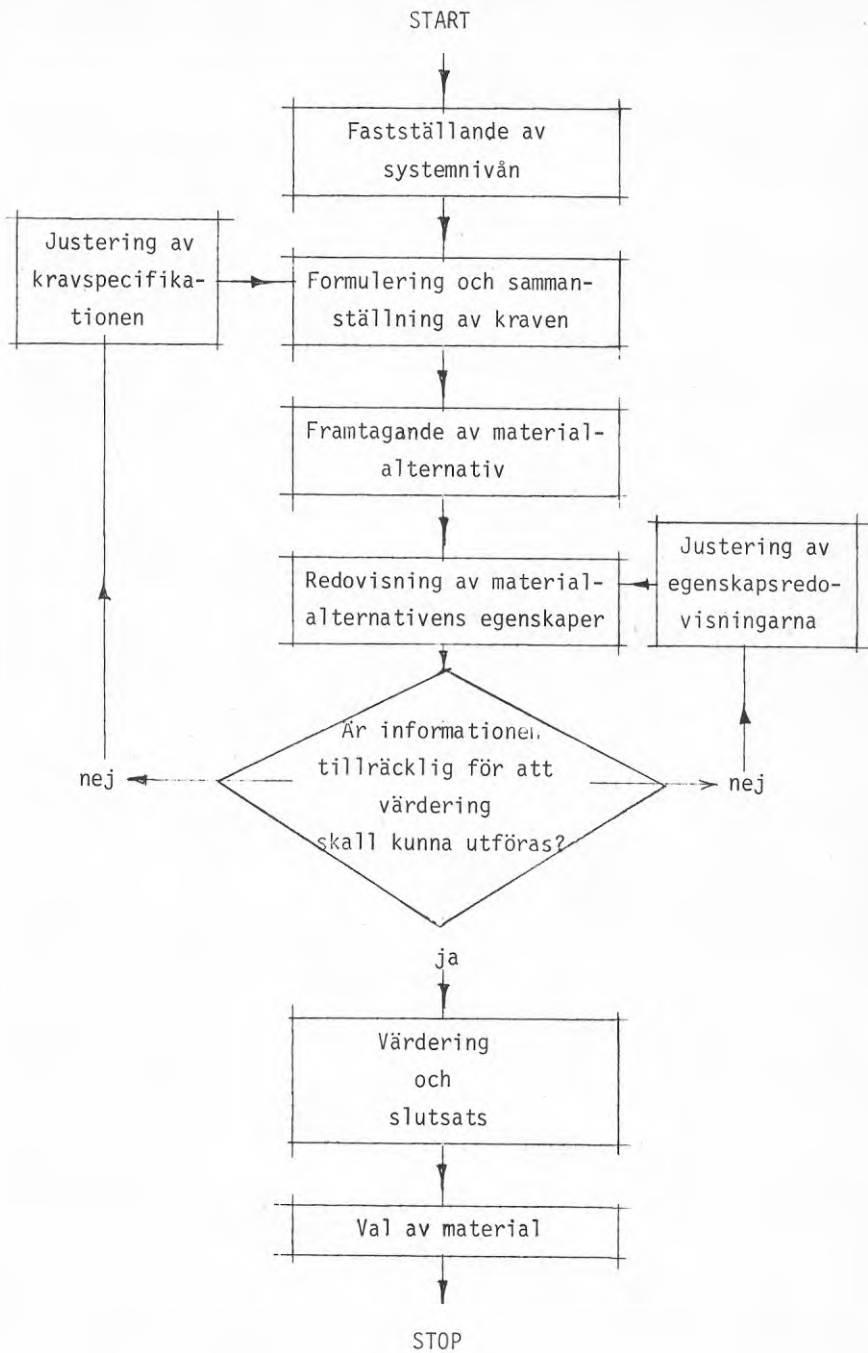 START
Fastställande av
systemnivån
Justering av
kravspecifika-
tionen
Formulering och samman-
ställning av kraven
Framtagande av material-
alternativ
Redovisning av material-
alternativens egenskaper
Justering av
egenskapsredo-
visningarna
Är informationen
tillräcklig för att
värdering
skall kunna utföras?
nej
nej
ja
Värdering
och
slutsats
Val av material
STOP